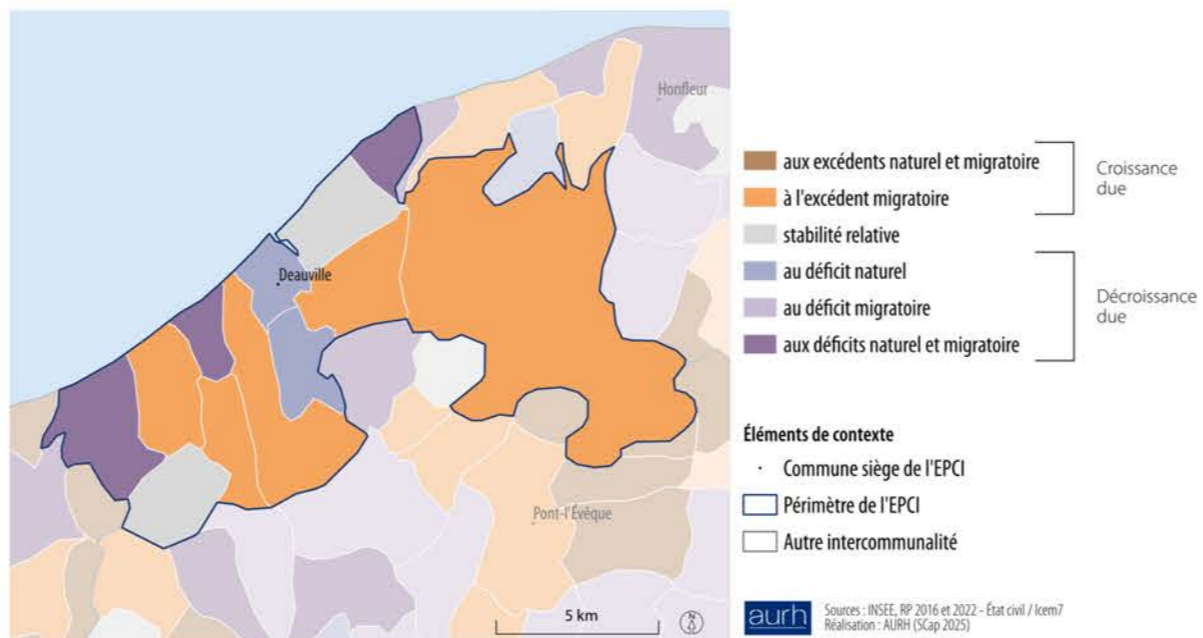 Honfleur
Deauville
Pont-l'Évêque
5 km
N
aux excédents naturel et migratoire
à l'excédent migratoire
Croissance
due
stabilité relative
au déficit naturel
au déficit migratoire
aux déficits naturel et migratoire
Décroissance
due
Éléments de contexte
Commune siège de l'EPCI
Périmètre de l'EPCI
Autre intercommunalité
aurh
Sources : INSEE, RP 2016 et 2022 - État civil / Icem7
Réalisation : AURH (SCap 2025)